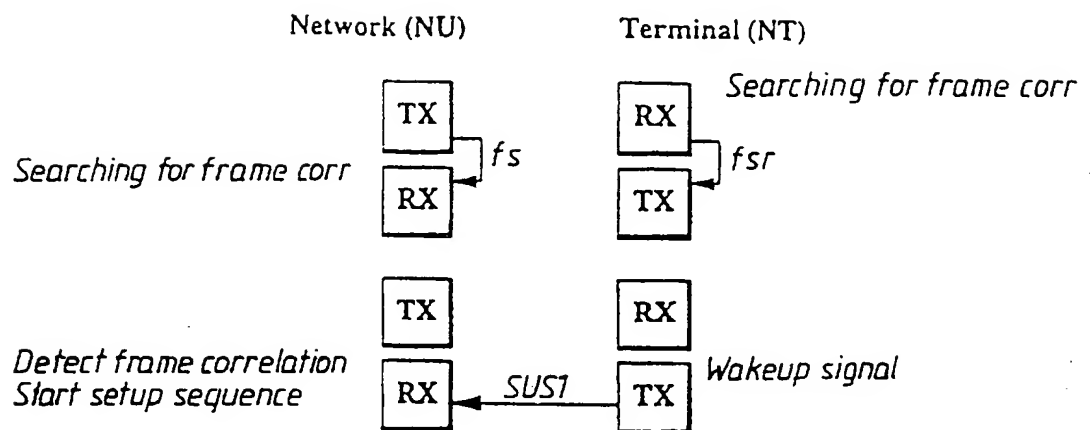 Network (NU) Terminal (NT)
Searching for frame corr
TX RX
fs fsr
Searching for frame corr
RX TX
TX RX
Detect frame correlation
Start setup sequence
Wakeup signal
RX SUS1 TX